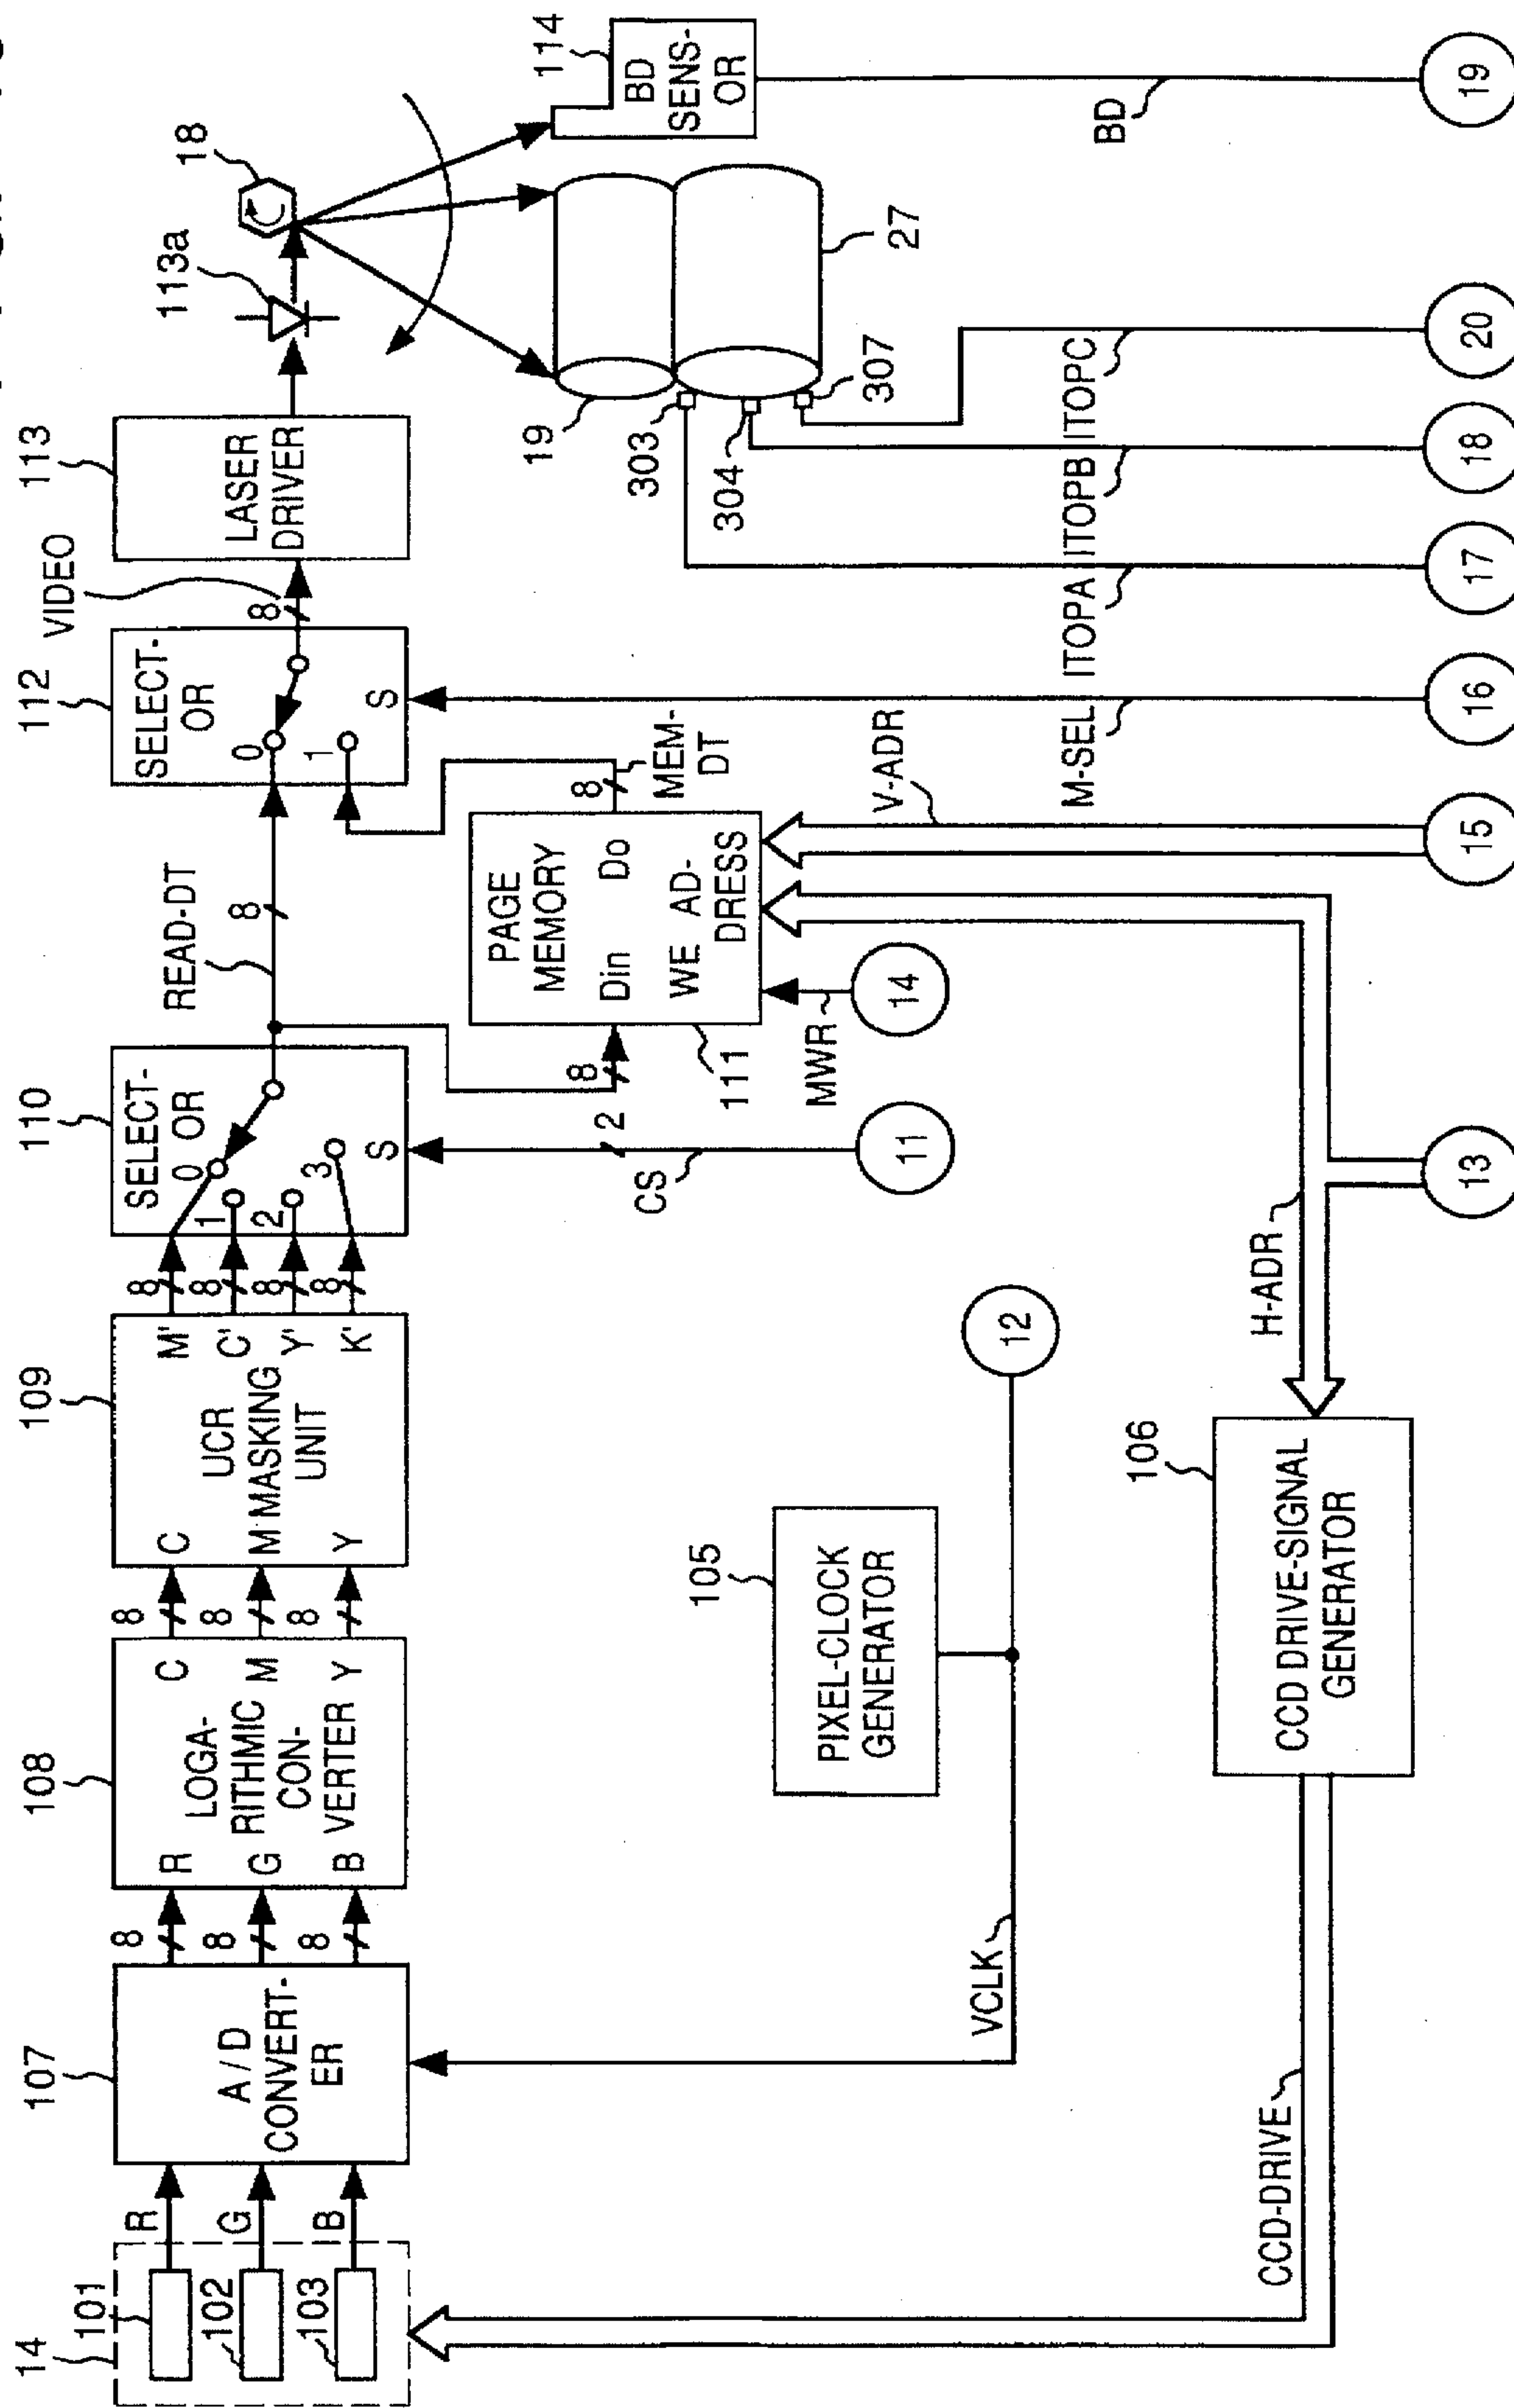 14
101
102
103
R
G
B
107
A / D
CONVERT-
ER
8
8
8
108
R
G
B
LOGA-
RITHMIC
CON-
VERTER
C
M
Y
8
8
8
109
C
M
Y
UCR
MASKING
UNIT
M'
C'
Y'
K'
8
8
8
8
110
SELECT-
OR
0
1
2
3
S
CS
2
11
READ-DT
8
8
PAGE
MEMORY
Din
Do
WE
AD-
DRESS
111
MWR
14
8
MEM-
DT
112
SELECT-
OR
0
1
S
VIDEO
8
113
LASER
DRIVER
113a
18
114
BD
SENS-
OR
19
27
303
304
307
BD
19
ITOPC
20
ITOPB
18
ITOPA
17
M-SEL
16
V-ADR
15
H-ADR
13
105
PIXEL-CLOCK
GENERATOR
VCLK
12
106
CCD DRIVE-SIGNAL
GENERATOR
CCD-DRIVE